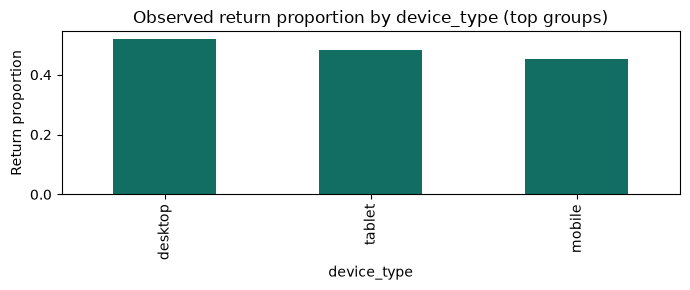 Observed return proportion by device_type (top groups)
Return proportion
0.4
0.2
0.0
desktop
tablet
mobile
device_type